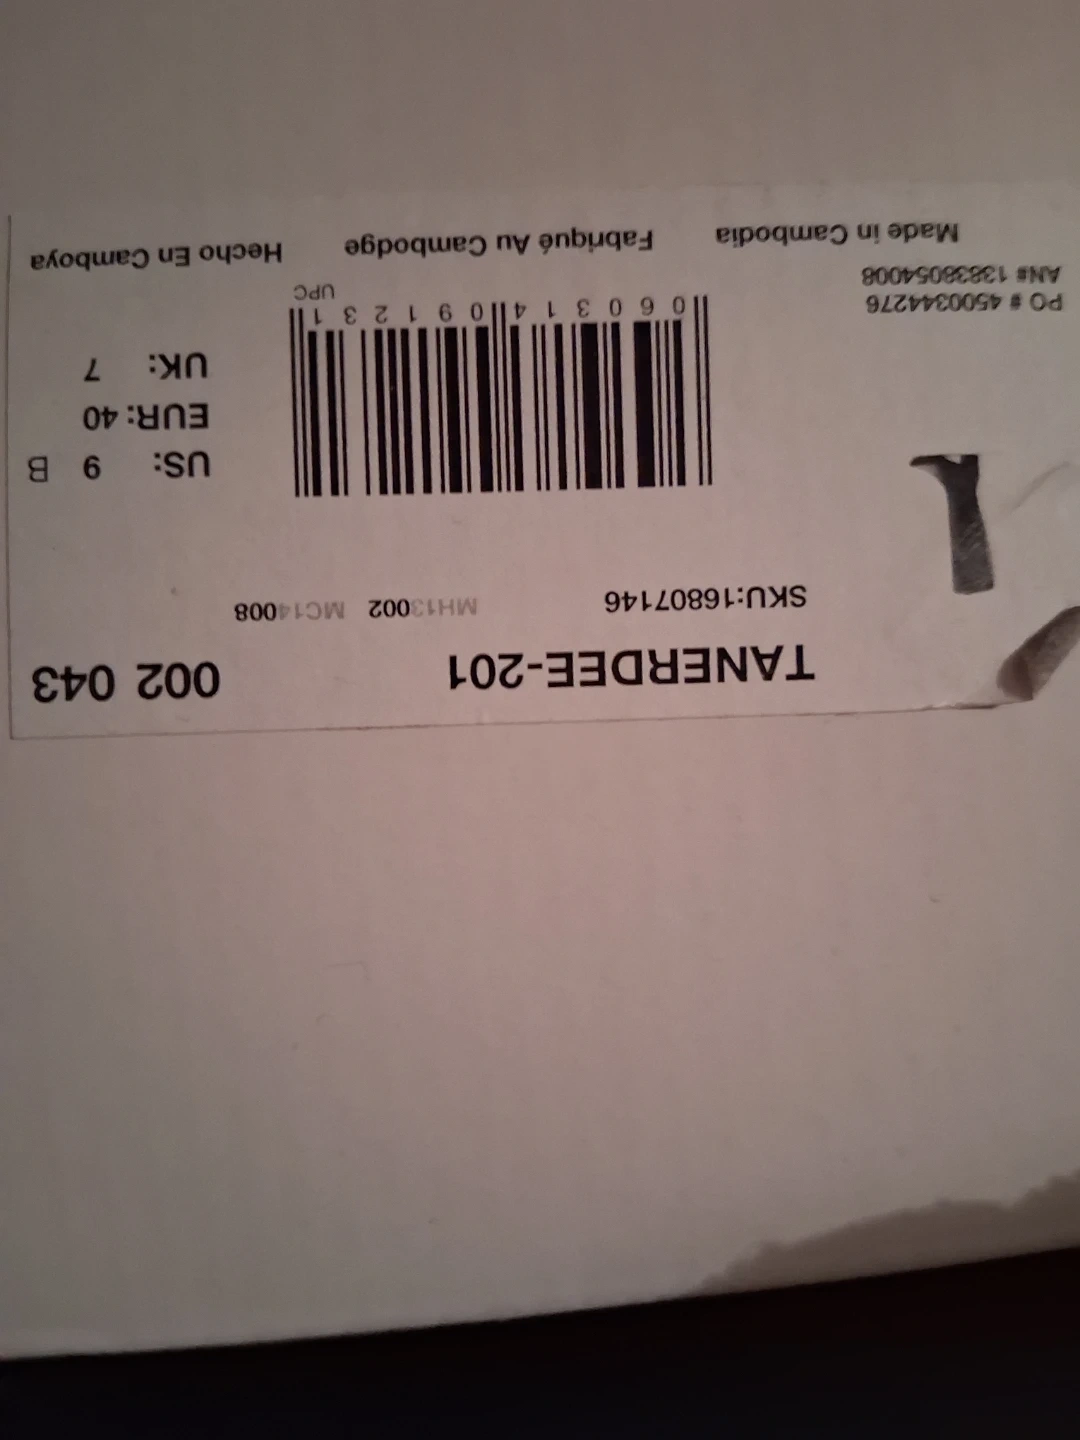 TANERDEE-201 002 043
SKU:16807146 MH13002 MC14008
US: 9 B
EUR: 40
UK: 7
0 60314 09123 1
UPC
PO # 4500344276
AN# 13838054008
Made in Cambodia Fabriqué Au Cambodge Hecho En Camboya